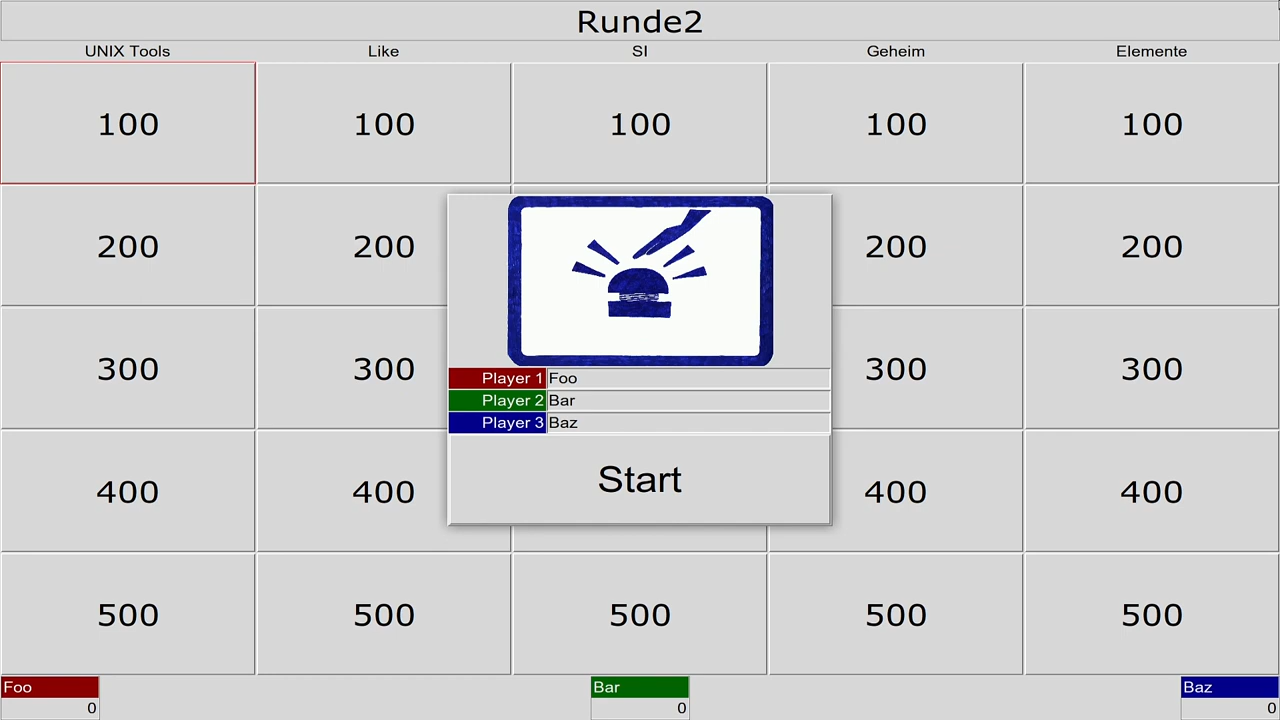 Runde2
UNIX Tools Like SI Geheim Elemente
100 100 100 100 100
200 200 200 200
300 300 300 300
400 400 400 400
500 500 500 500 500
Player 1 Foo
Player 2 Bar
Player 3 Baz
Start
Foo Bar Baz
0 0 0